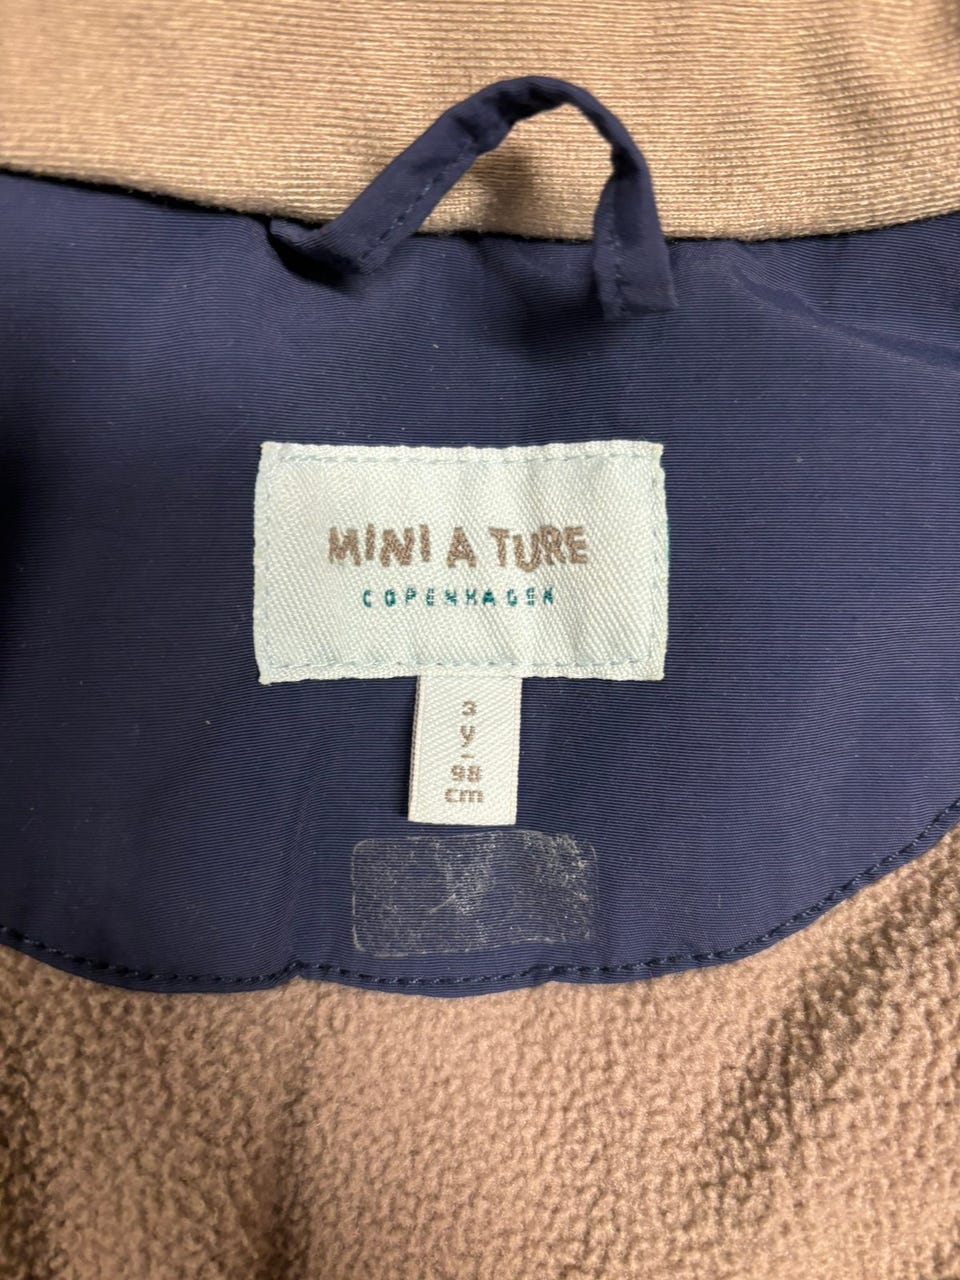 MINI A TURE
COPENHAGEN
3
y
–
98
cm